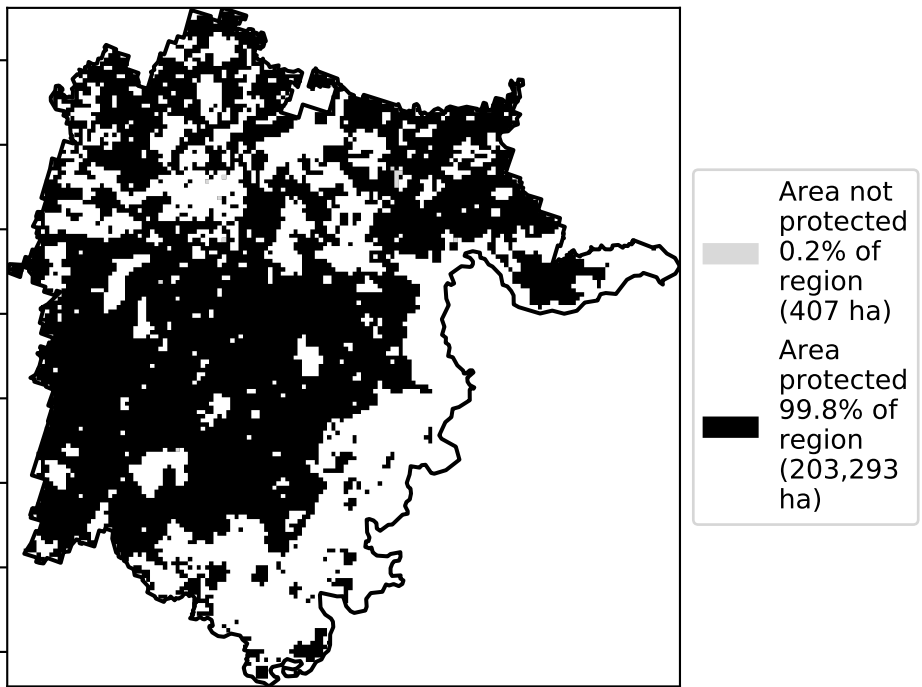 Area not
protected
0.2% of
region
(407 ha)
Area
protected
99.8% of
region
(203,293
ha)